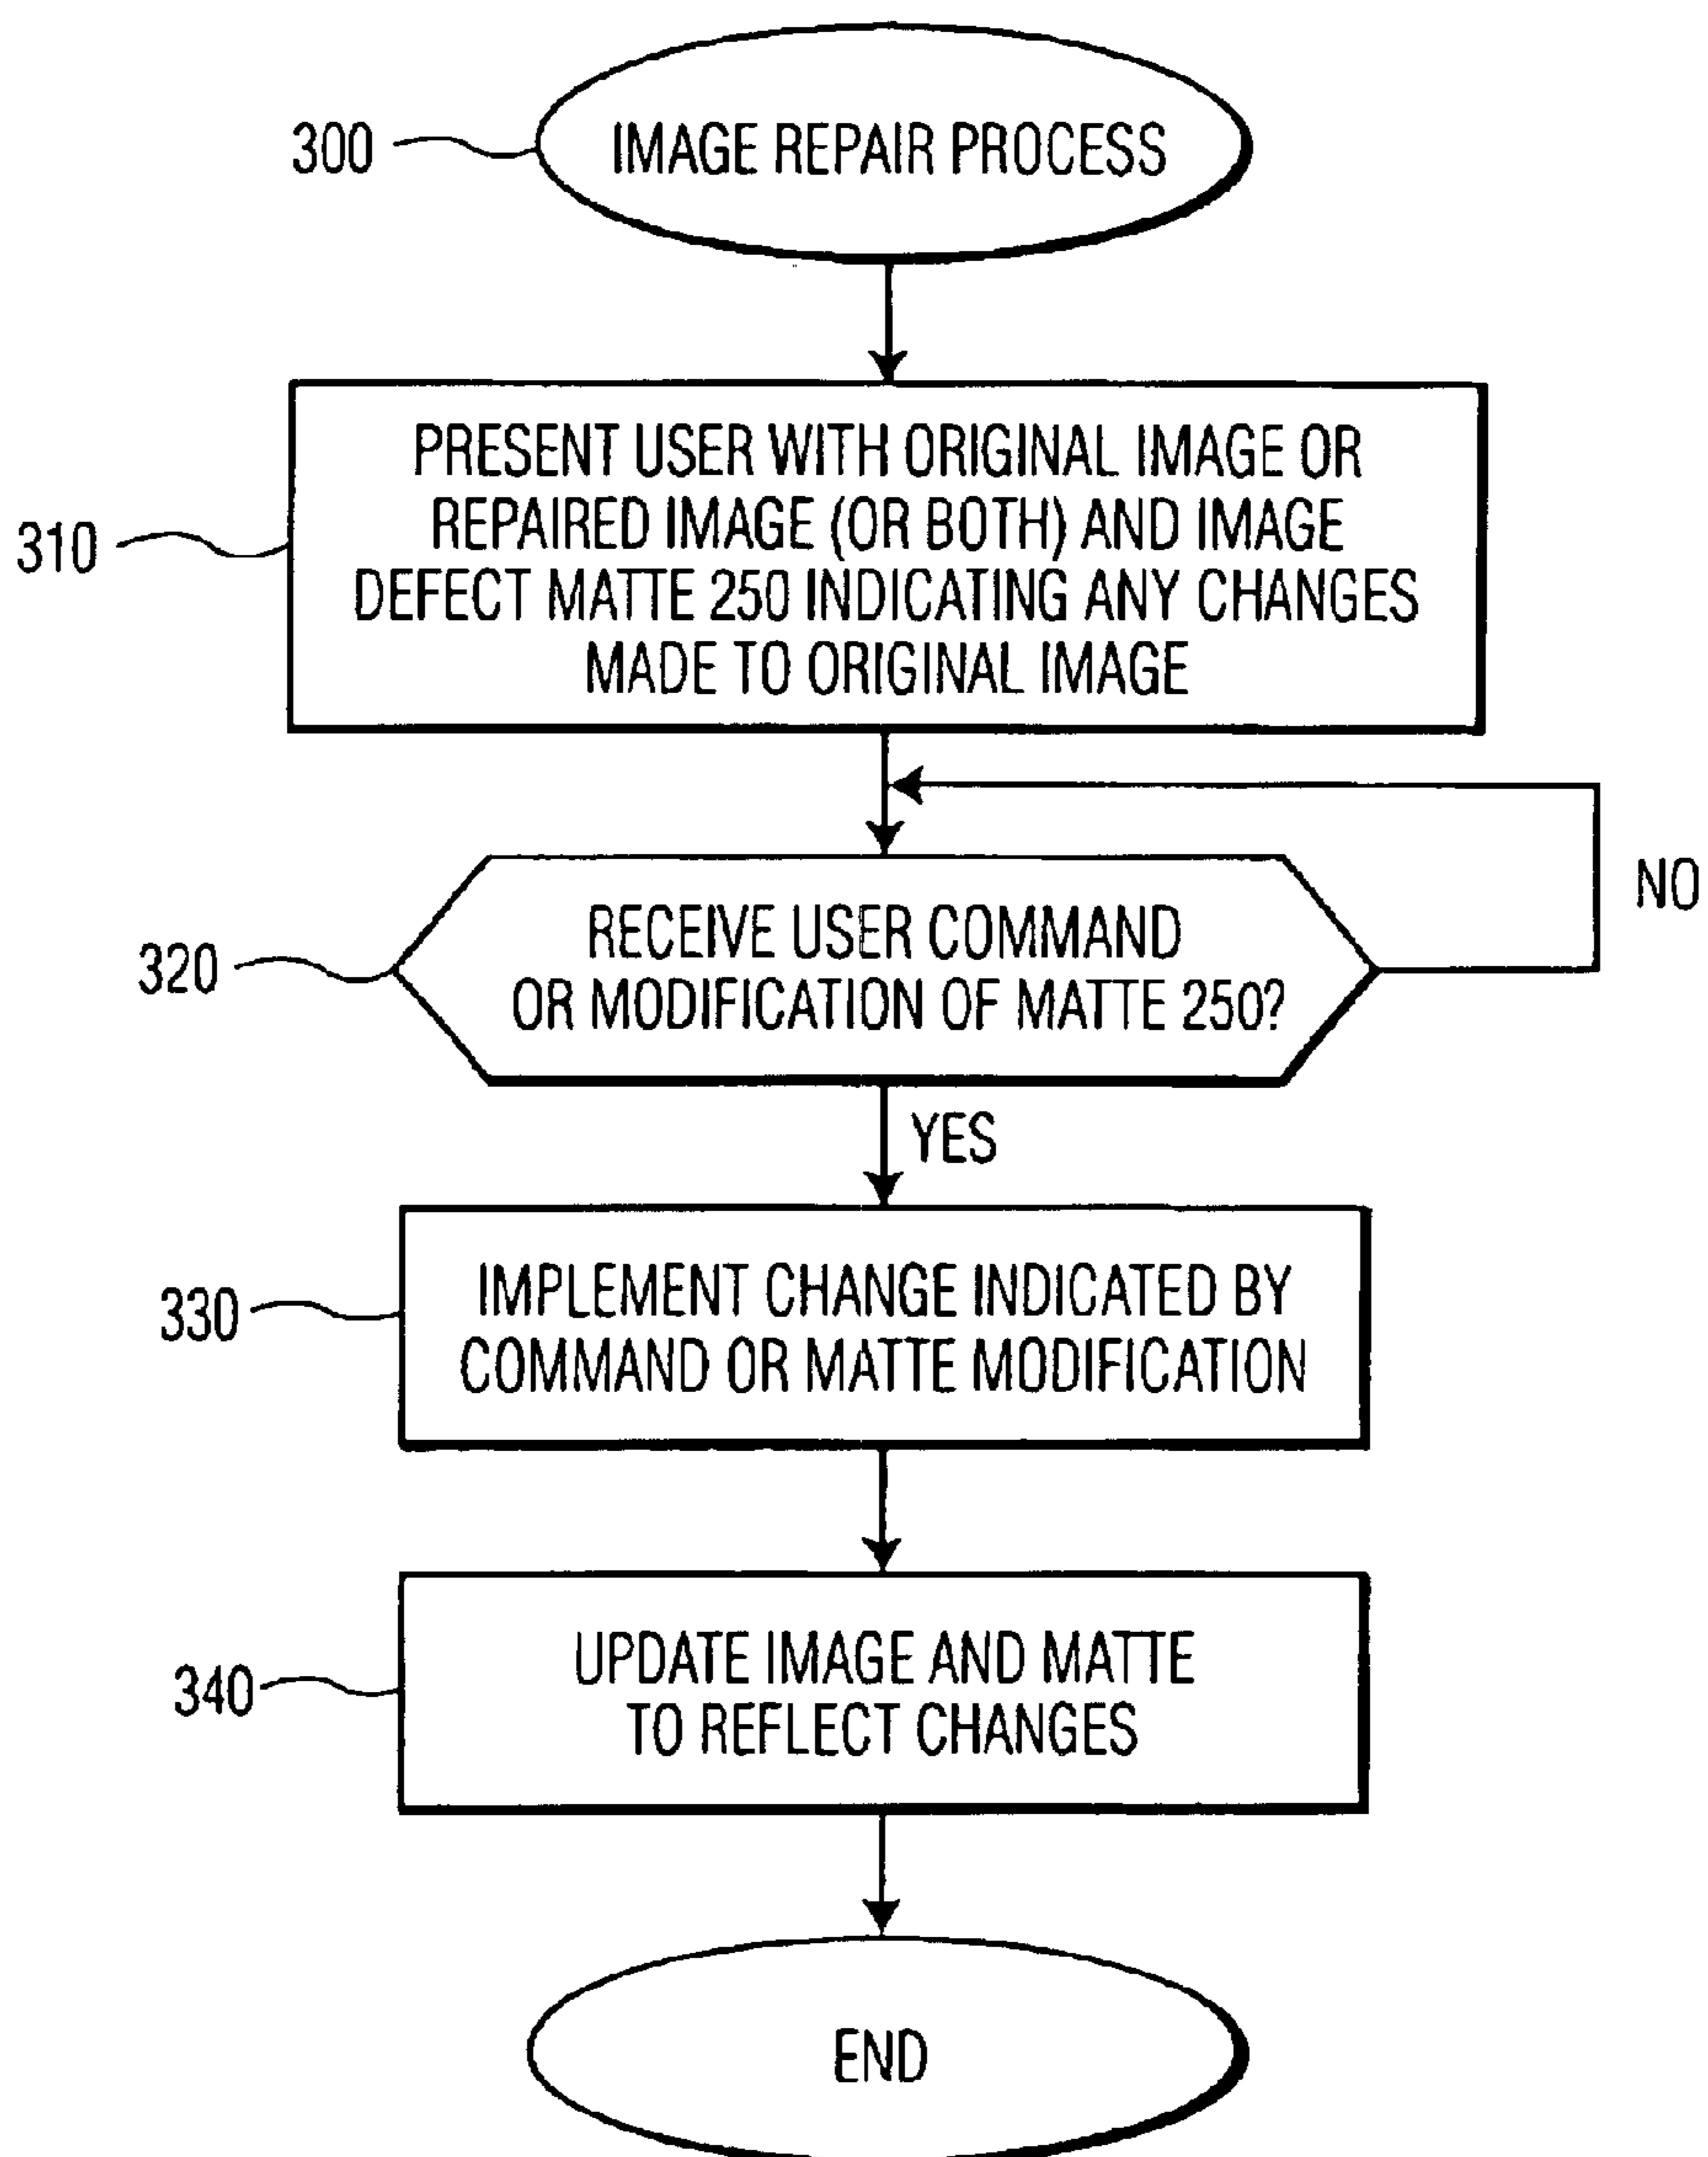 300
IMAGE REPAIR PROCESS
310
PRESENT USER WITH ORIGINAL IMAGE OR
REPAIRED IMAGE (OR BOTH) AND IMAGE
DEFECT MATTE 250 INDICATING ANY CHANGES
MADE TO ORIGINAL IMAGE
NO
320
RECEIVE USER COMMAND
OR MODIFICATION OF MATTE 250?
YES
330
IMPLEMENT CHANGE INDICATED BY
COMMAND OR MATTE MODIFICATION
340
UPDATE IMAGE AND MATTE
TO REFLECT CHANGES
END